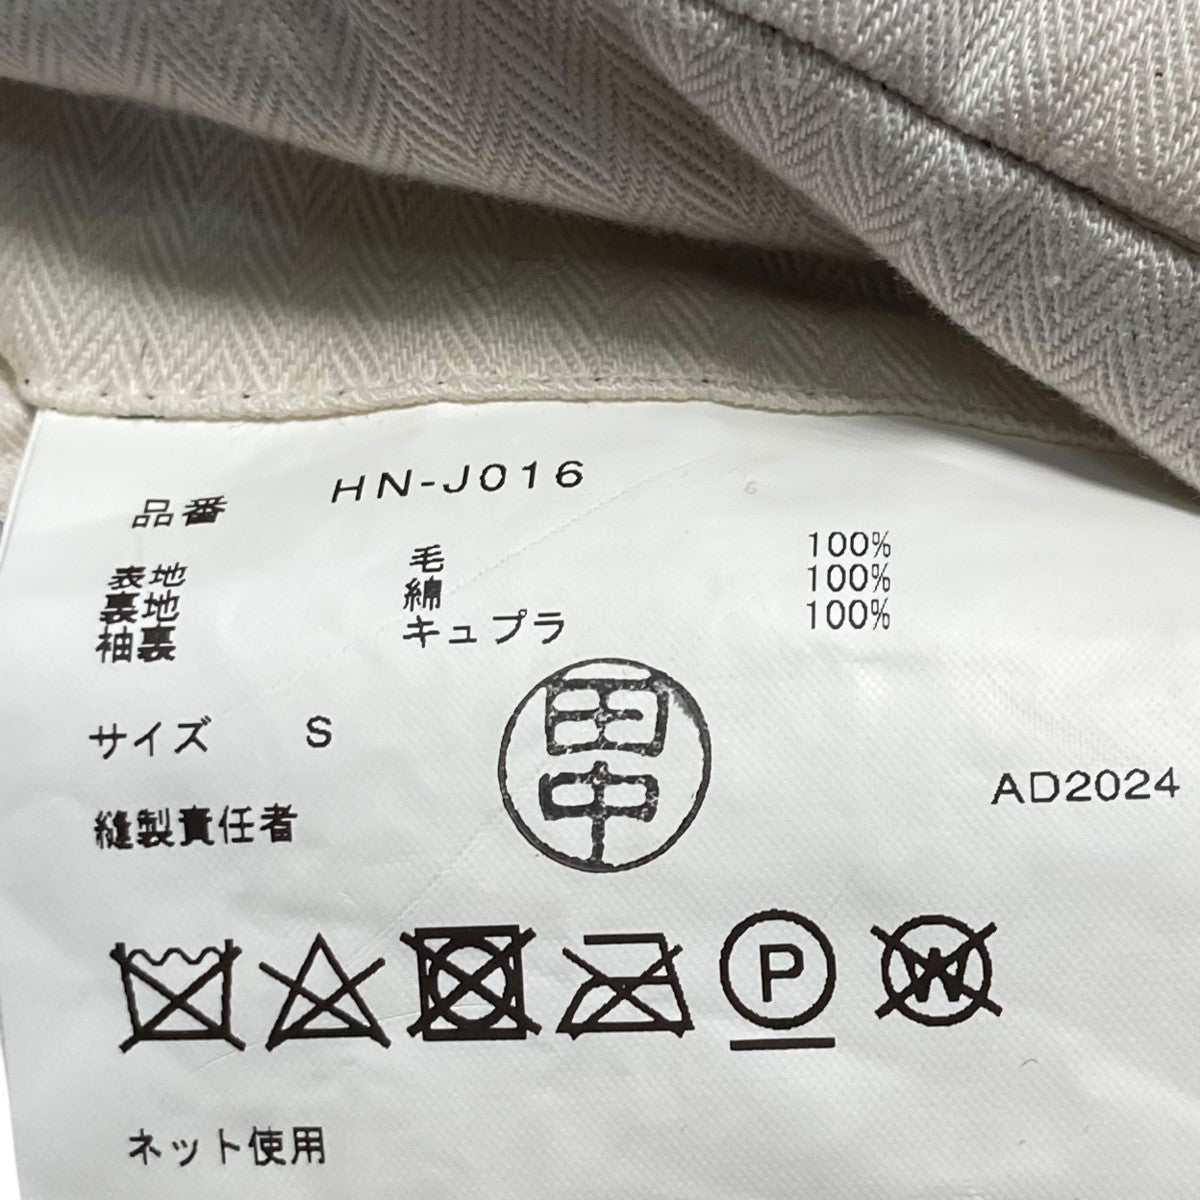 品番 HN-J016
表地 毛 100%
裏地 綿 100%
袖裏 キュプラ 100%
サイズ S
田中
AD2024
縫製責任者
P
W
ネット使用